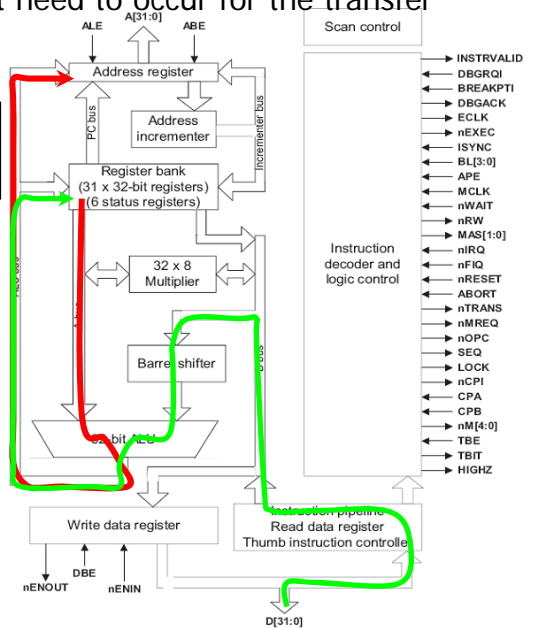 t need to occur for the transfer
A[31:0]
ALE
ABE
Scan control
Address register
PC bus
Address
incrementer
Incrementer bus
Register bank
(31 x 32-bit registers)
(6 status registers)
32 x 8
Multiplier
Barrel shifter
32-bit ALU
Write data register
Instruction pipeline
Read data register
Thumb instruction controller
nENOUT
DBE
nENIN
D[31:0]
Instruction
decoder and
logic control
INSTRVALID
DBGRQI
BREAKPTI
DBGACK
ECLK
nEXEC
ISYNC
BL[3:0]
APE
MCLK
nWAIT
nRW
MAS[1:0]
nIRQ
nFIQ
nRESET
ABORT
nTRANS
nMREQ
nOPC
SEQ
LOCK
nCPI
CPA
CPB
nM[4:0]
TBE
TBIT
HIGHZ